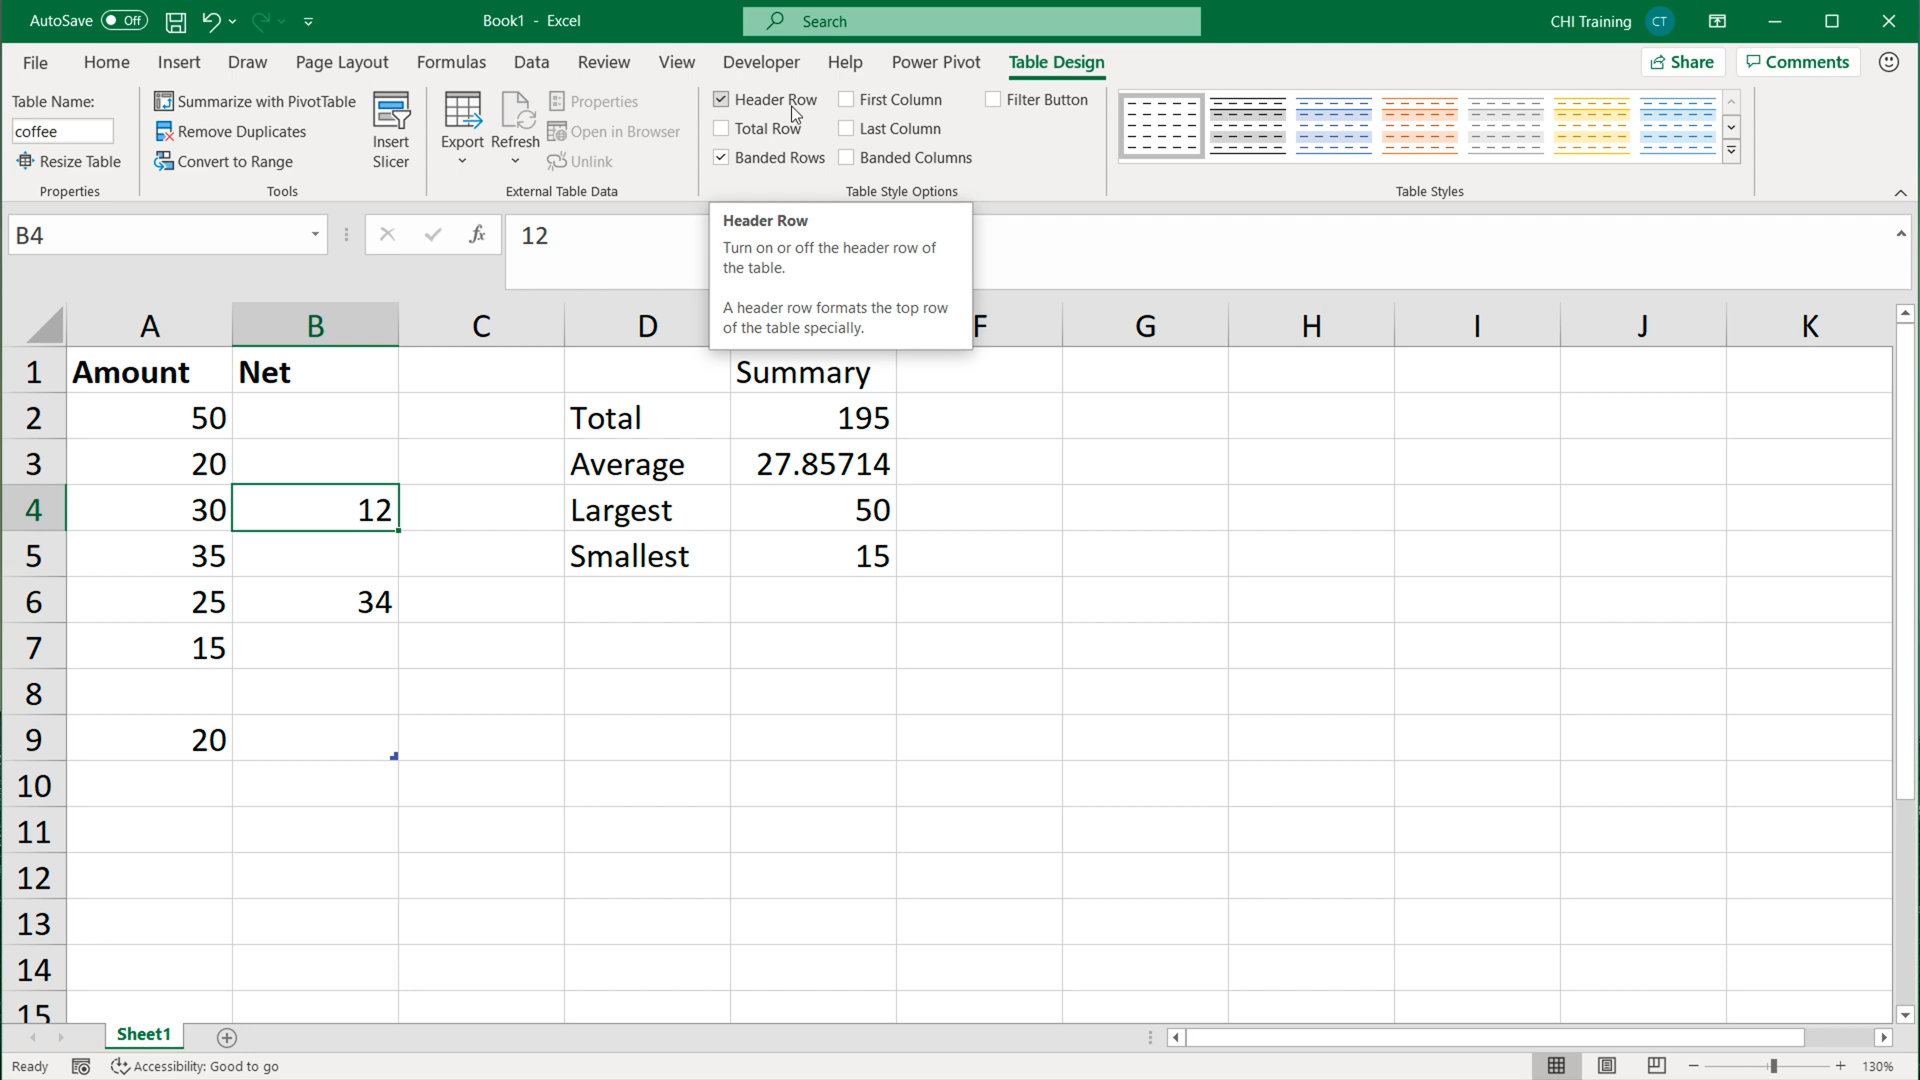 AutoSave Off Book1 - Excel Search CHI Training CT
File Home Insert Draw Page Layout Formulas Data Review View Developer Help Power Pivot Table Design Share Comments
Table Name:
coffee
Resize Table
Properties
Summarize with PivotTable
Remove Duplicates
Convert to Range
Insert
Slicer
Tools
Export Refresh
Properties
Open in Browser
Unlink
External Table Data
Header Row First Column Filter Button
Total Row Last Column
Banded Rows Banded Columns
Table Style Options
Table Styles
B4 fx 12
Header Row
Turn on or off the header row of
the table.
A header row formats the top row
of the table specially.
A B C D F G H I J K
1 Amount Net Summary
2 50 Total 195
3 20 Average 27.85714
4 30 12 Largest 50
5 35 Smallest 15
6 25 34
7 15
8
9 20
10
11
12
13
14
15
Sheet1
Ready Accessibility: Good to go 130%